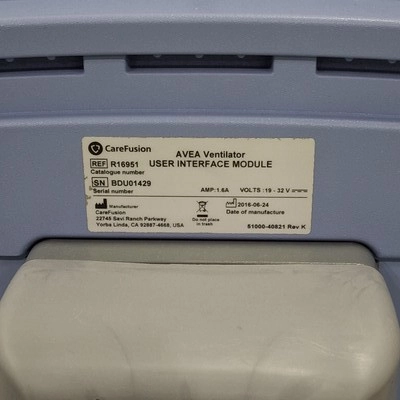 CareFusion
AVEA Ventilator
USER INTERFACE MODULE
REF R16951
Catalogue number
SN BDU01429
Serial number
AMP:1.6A VOLTS:19 - 32 V
Manufacturer
CareFusion
22745 Savi Ranch Parkway
Yorba Linda, CA 92887-4668, USA
Do not place
in trash
2016-06-24
Date of manufacture
51000-40821 Rev K